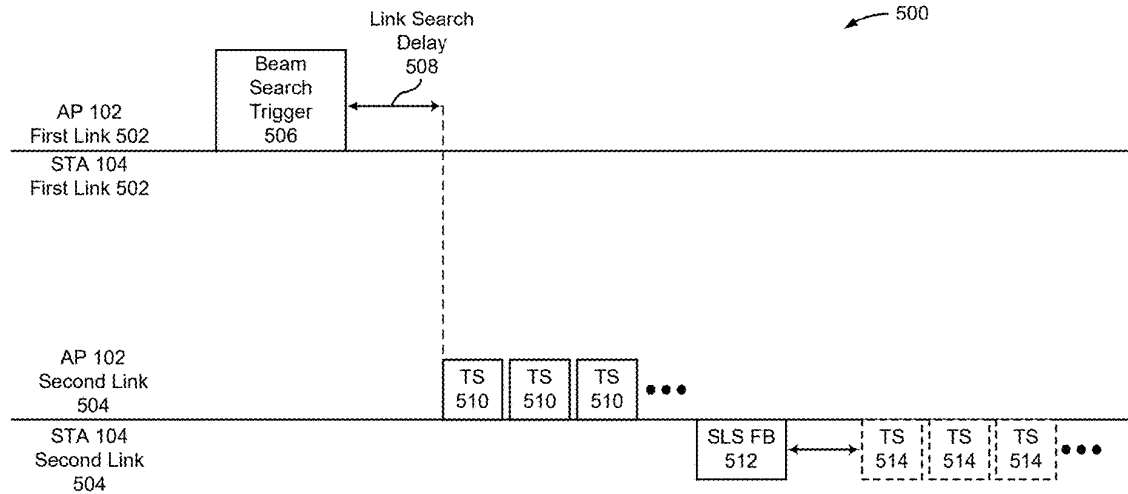 500
Link Search
Delay
508
Beam
Search
Trigger
506
AP 102
First Link 502
STA 104
First Link 502
AP 102
Second Link
504
TS
510
TS
510
TS
510
STA 104
Second Link
504
SLS FB
512
TS
514
TS
514
TS
514